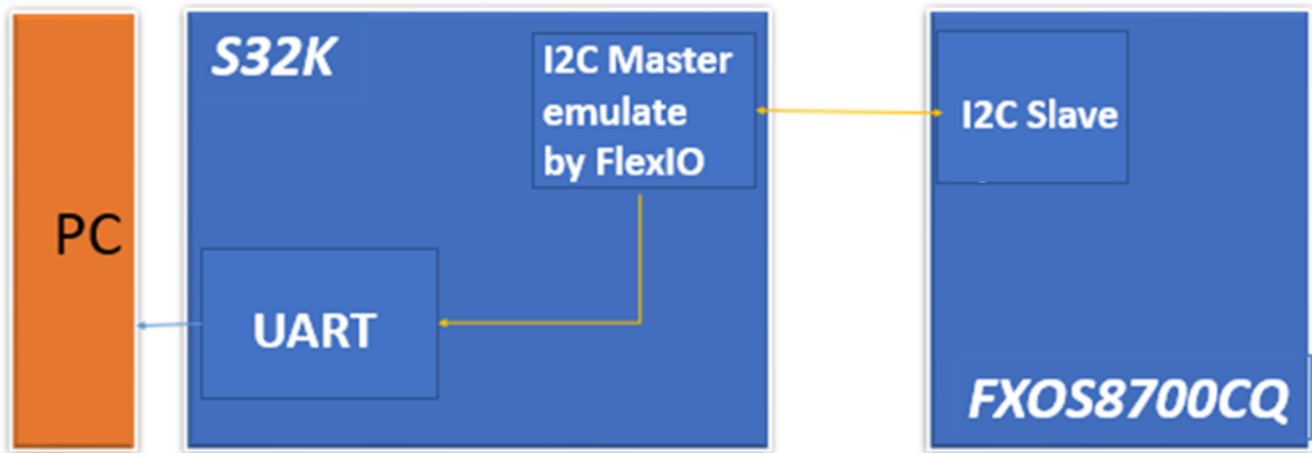 S32K
I2C Master
emulate
by FlexIO
I2C Slave
PC
UART
FXOS8700CQ